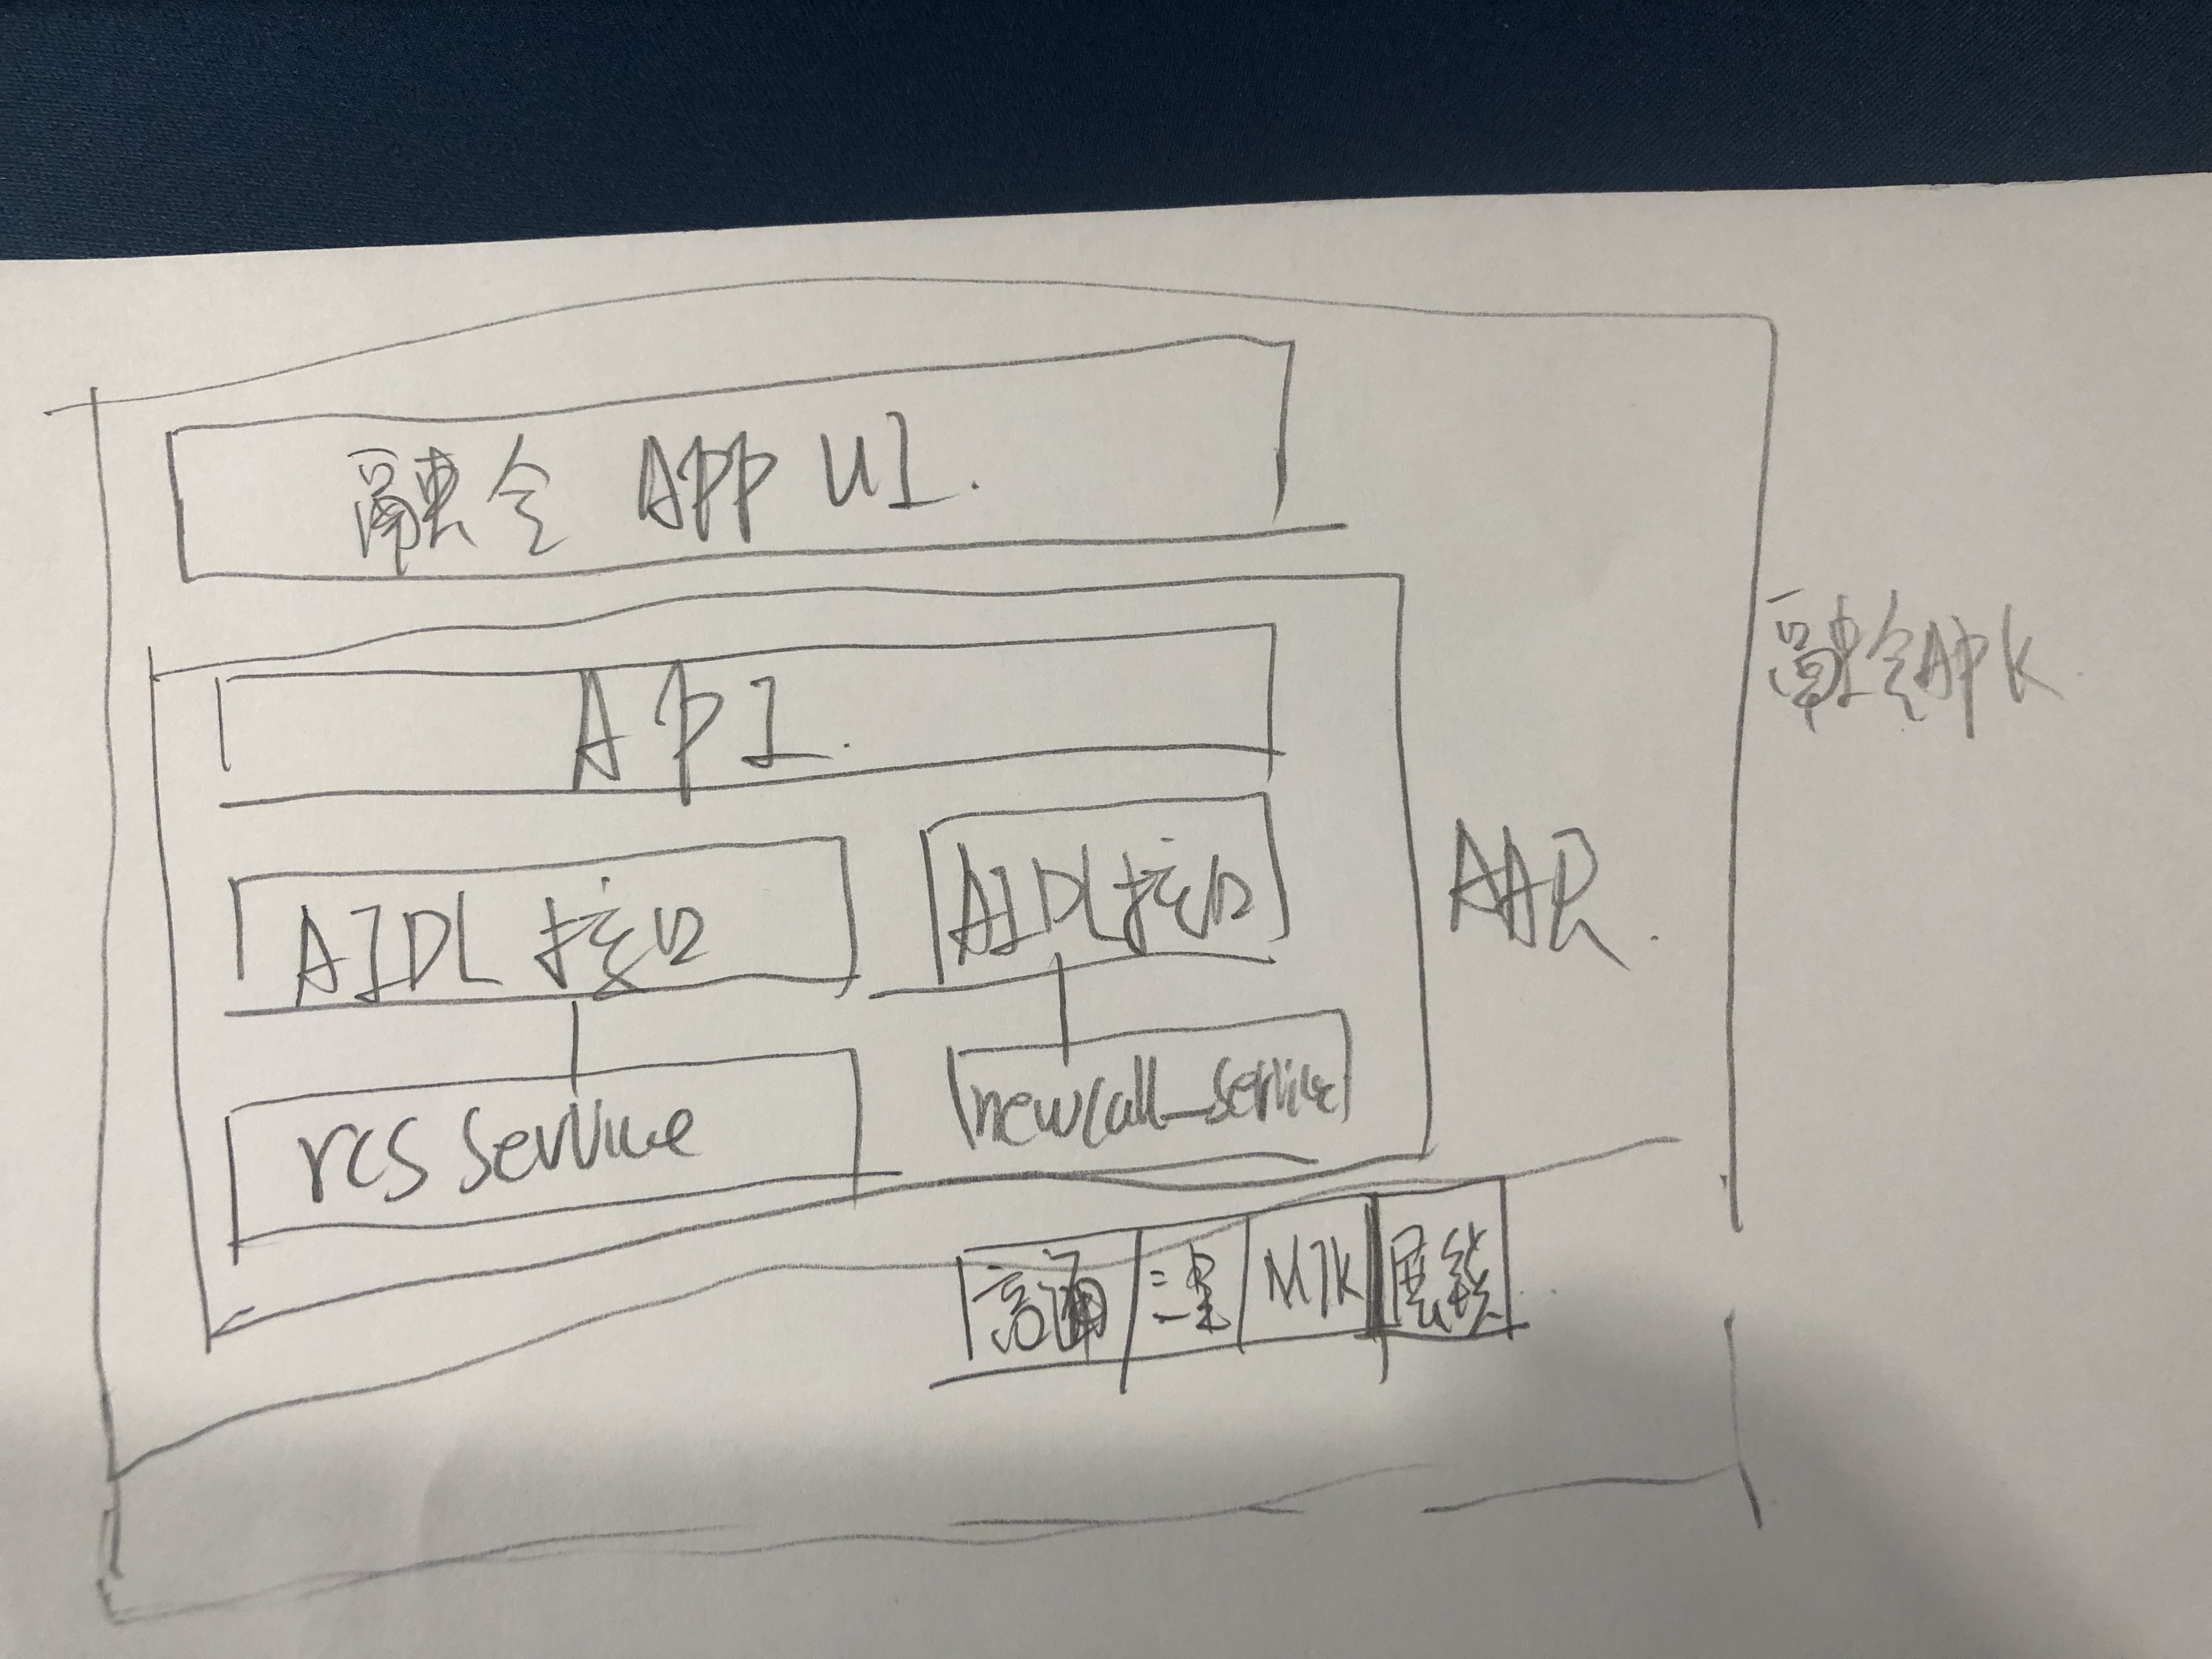 融合 APP UI.
API.
AIDL 接口
AIDL接口
rcs service
newcall_service
AAR.
高通
三星
MTK
展锐
融合APK